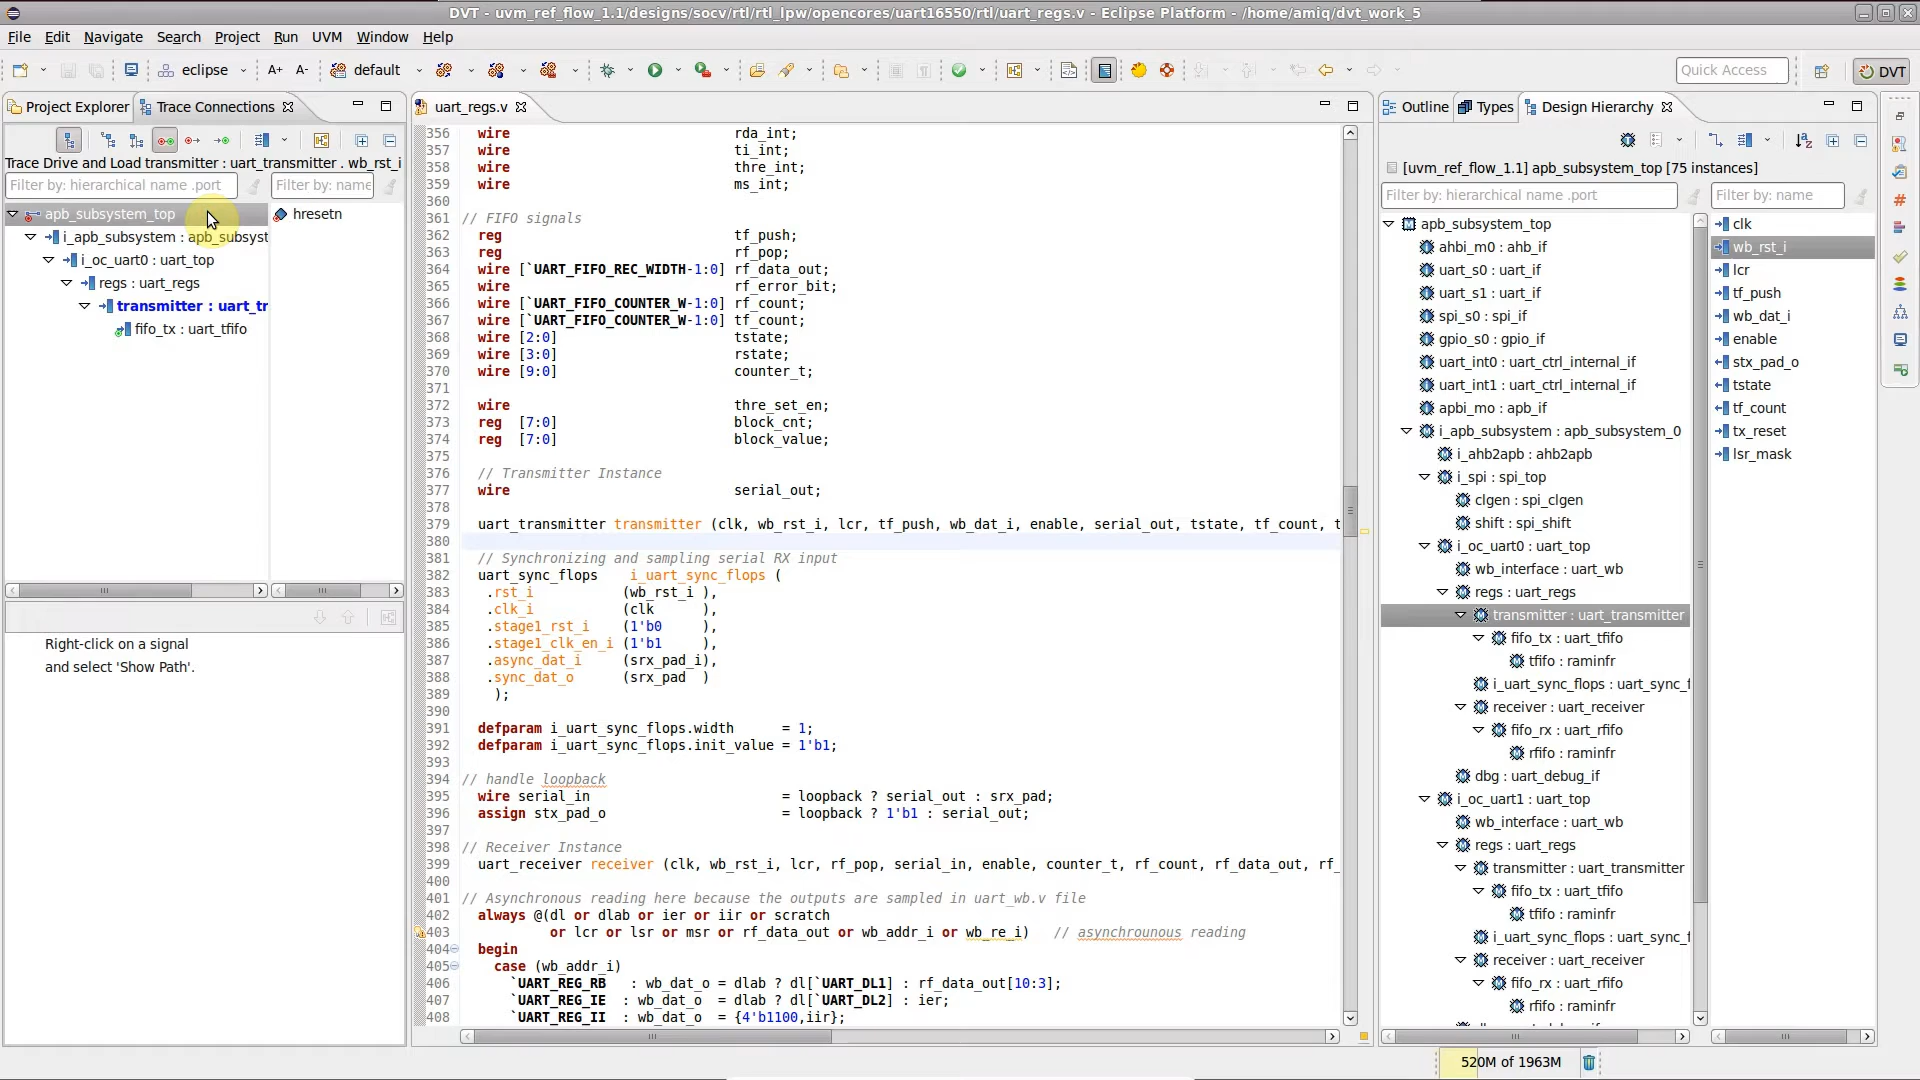 DVT - uvm_ref_flow_1.1/designs/socv/rtl/rtl_lpw/opencores/uart16550/rtl/uart_regs.v - Eclipse Platform - /home/amiq/dvt_work_5
File Edit Navigate Search Project Run UVM Window Help
eclipse A+ A- default Quick Access DVT
Project Explorer Trace Connections
Trace Drive and Load transmitter : uart_transmitter . wb_rst_i
Filter by: hierarchical name .port Filter by: name
apb_subsystem_top hresetn
i_apb_subsystem : apb_subsyst
i_oc_uart0 : uart_top
regs : uart_regs
transmitter : uart_tr
fifo_tx : uart_tfifo
Right-click on a signal
and select 'Show Path'.
uart_regs.v
356 wire rda_int;
357 wire ti_int;
358 wire thre_int;
359 wire ms_int;
360
361 // FIFO signals
362 reg tf_push;
363 reg rf_pop;
364 wire [`UART_FIFO_REC_WIDTH-1:0] rf_data_out;
365 wire rf_error_bit;
366 wire [`UART_FIFO_COUNTER_W-1:0] rf_count;
367 wire [`UART_FIFO_COUNTER_W-1:0] tf_count;
368 wire [2:0] tstate;
369 wire [3:0] rstate;
370 wire [9:0] counter_t;
371
372 wire thre_set_en;
373 reg [7:0] block_cnt;
374 reg [7:0] block_value;
375
376 // Transmitter Instance
377 wire serial_out;
378
379 uart_transmitter transmitter (clk, wb_rst_i, lcr, tf_push, wb_dat_i, enable, serial_out, tstate, tf_count, t
380
381 // Synchronizing and sampling serial RX input
382 uart_sync_flops i_uart_sync_flops (
383 .rst_i (wb_rst_i ),
384 .clk_i (clk ),
385 .stage1_rst_i (1'b0 ),
386 .stage1_clk_en_i (1'b1 ),
387 .async_dat_i (srx_pad_i),
388 .sync_dat_o (srx_pad )
389 );
390
391 defparam i_uart_sync_flops.width = 1;
392 defparam i_uart_sync_flops.init_value = 1'b1;
393
394 // handle loopback
395 wire serial_in = loopback ? serial_out : srx_pad;
396 assign stx_pad_o = loopback ? 1'b1 : serial_out;
397
398 // Receiver Instance
399 uart_receiver receiver (clk, wb_rst_i, lcr, rf_pop, serial_in, enable, counter_t, rf_count, rf_data_out, rf_
400
401 // Asynchronous reading here because the outputs are sampled in uart_wb.v file
402 always @(dl or dlab or ier or iir or scratch
403 or lcr or lsr or msr or rf_data_out or wb_addr_i or wb_re_i) // asynchrounous reading
404 begin
405 case (wb_addr_i)
406 `UART_REG_RB : wb_dat_o = dlab ? dl[`UART_DL1] : rf_data_out[10:3];
407 `UART_REG_IE : wb_dat_o = dlab ? dl[`UART_DL2] : ier;
408 `UART_REG_II : wb_dat_o = {4'b1100,iir};
Outline Types Design Hierarchy
[uvm_ref_flow_1.1] apb_subsystem_top [75 instances]
Filter by: hierarchical name .port Filter by: name
apb_subsystem_top
ahbi_m0 : ahb_if
uart_s0 : uart_if
uart_s1 : uart_if
spi_s0 : spi_if
gpio_s0 : gpio_if
uart_int0 : uart_ctrl_internal_if
uart_int1 : uart_ctrl_internal_if
apbi_mo : apb_if
i_apb_subsystem : apb_subsystem_0
i_ahb2apb : ahb2apb
i_spi : spi_top
clgen : spi_clgen
shift : spi_shift
i_oc_uart0 : uart_top
wb_interface : uart_wb
regs : uart_regs
transmitter : uart_transmitter
fifo_tx : uart_tfifo
tfifo : raminfr
i_uart_sync_flops : uart_sync_f
receiver : uart_receiver
fifo_rx : uart_rfifo
rfifo : raminfr
dbg : uart_debug_if
i_oc_uart1 : uart_top
wb_interface : uart_wb
regs : uart_regs
transmitter : uart_transmitter
fifo_tx : uart_tfifo
tfifo : raminfr
i_uart_sync_flops : uart_sync_f
receiver : uart_receiver
fifo_rx : uart_rfifo
rfifo : raminfr
clk
wb_rst_i
lcr
tf_push
wb_dat_i
enable
stx_pad_o
tstate
tf_count
tx_reset
lsr_mask
520M of 1963M